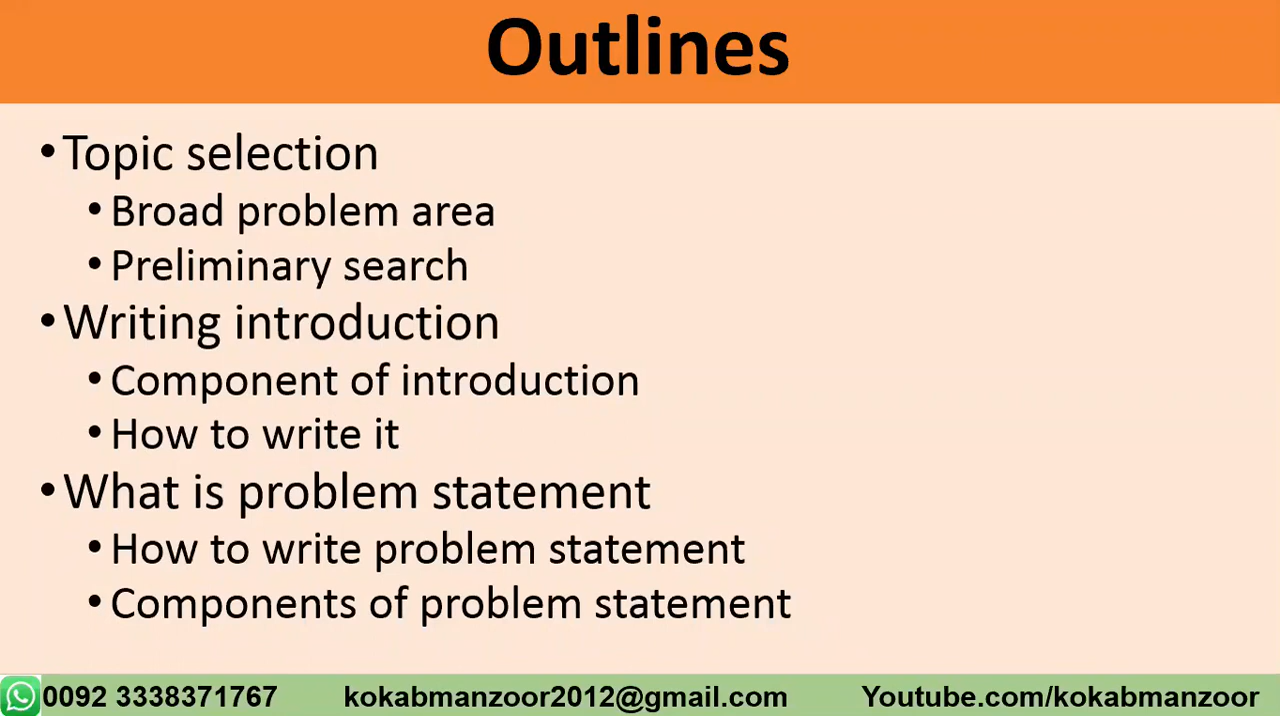 Outlines
•Topic selection
•Broad problem area
•Preliminary search
•Writing introduction
•Component of introduction
•How to write it
•What is problem statement
•How to write problem statement
•Components of problem statement
0092 3338371767 kokabmanzoor2012@gmail.com Youtube.com/kokabmanzoor